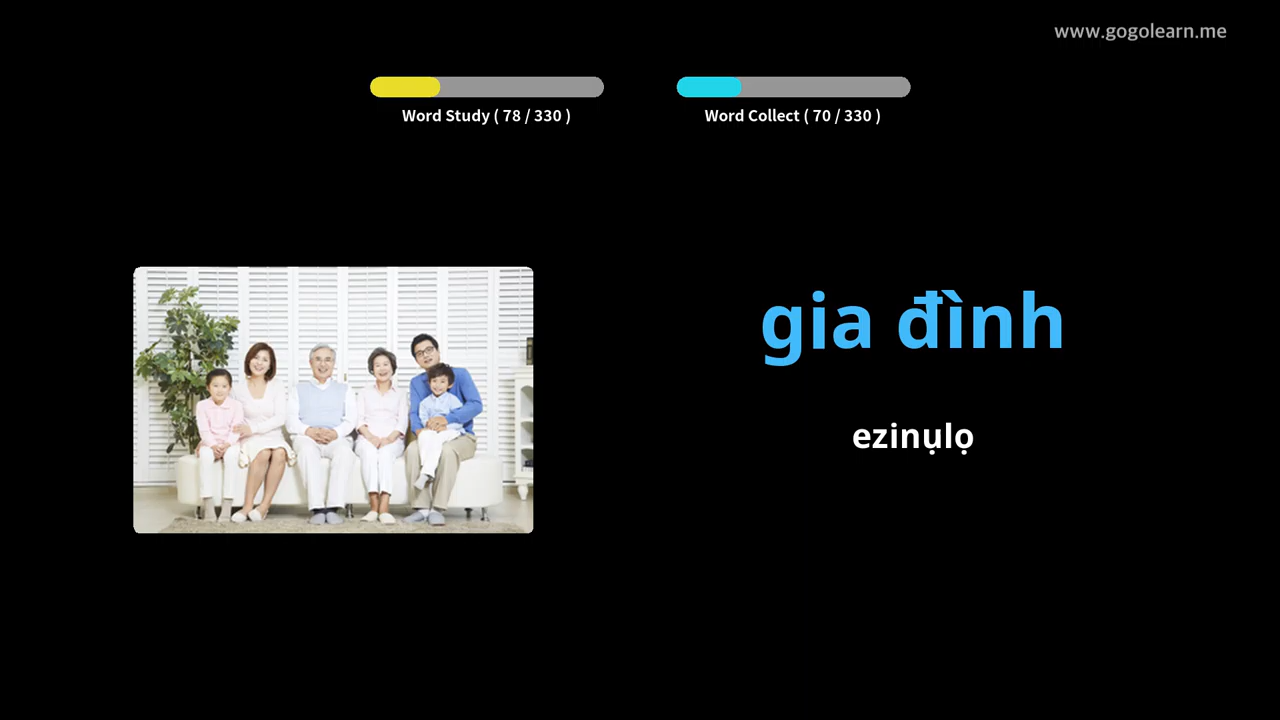 www.gogolearn.me
Word Study ( 78 / 330 )
Word Collect ( 70 / 330 )
gia đình
ezinụlọ